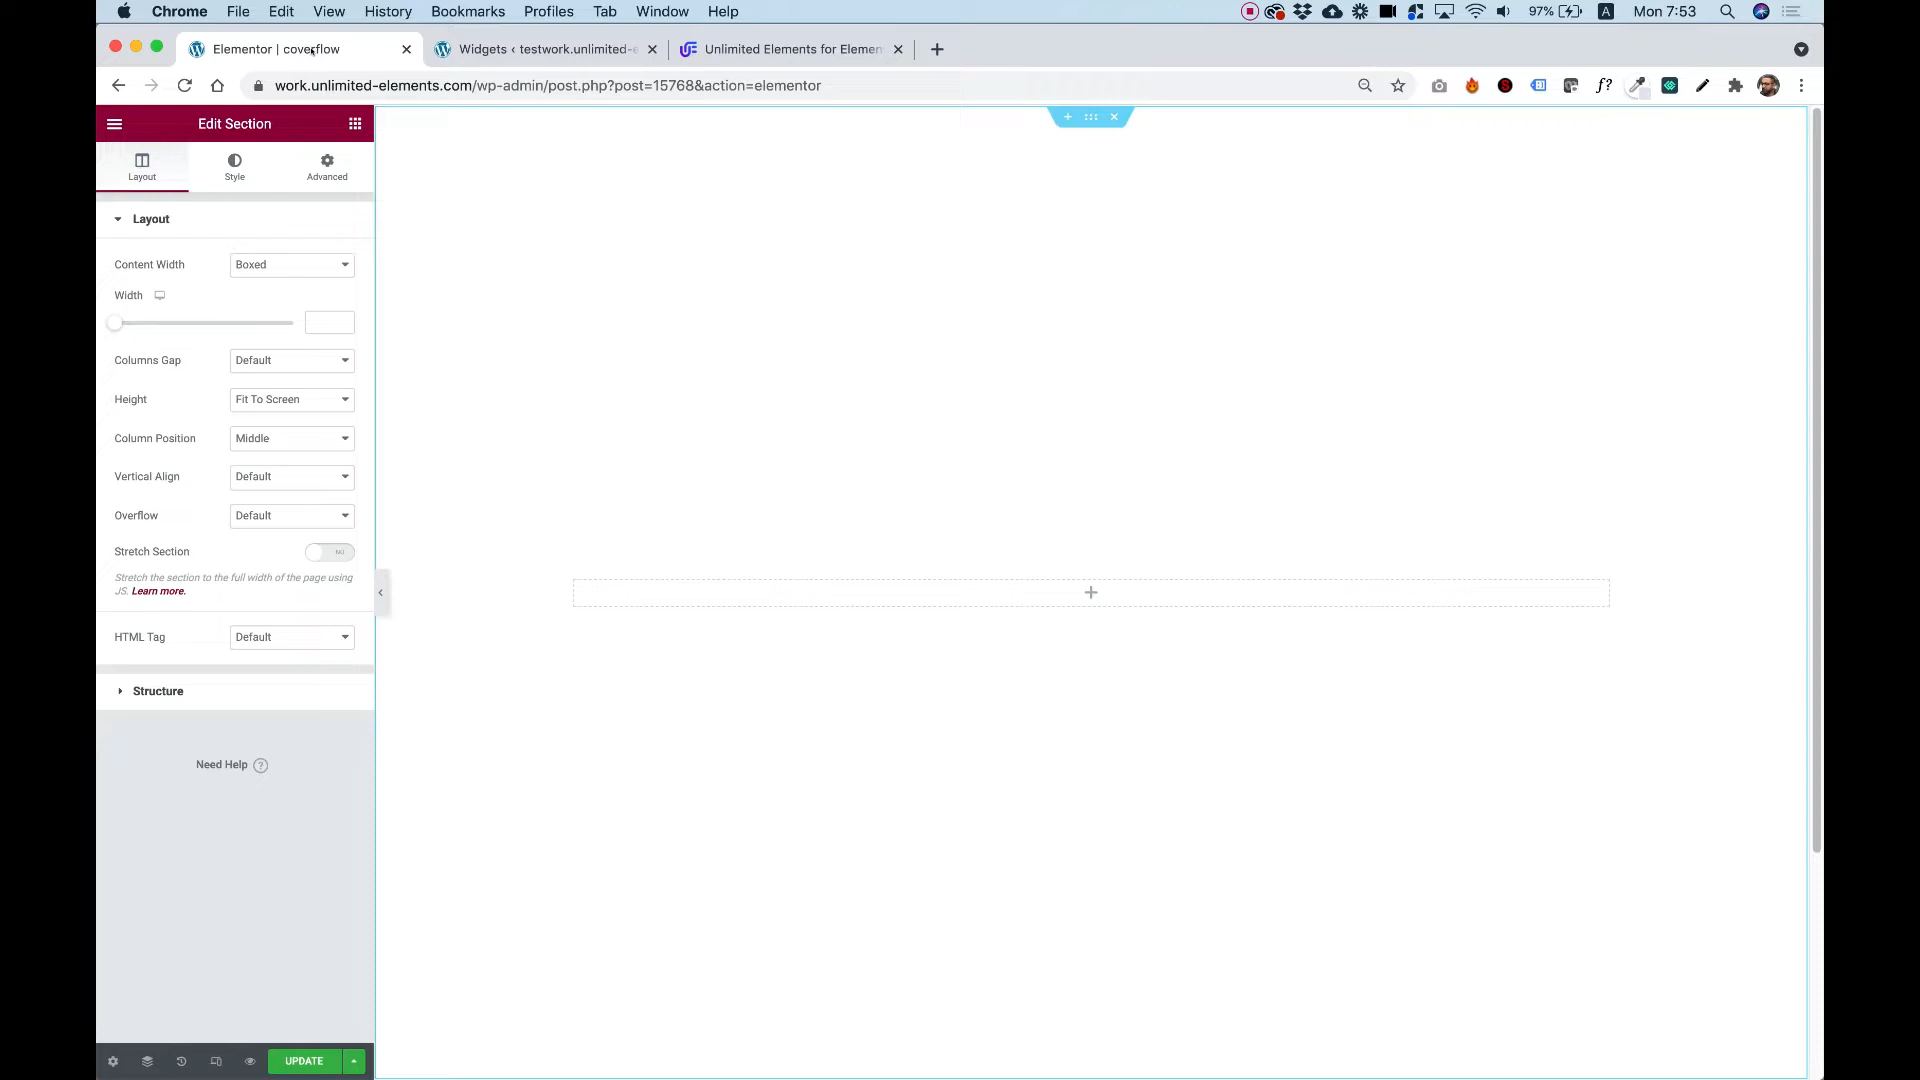 Chrome File Edit View History Bookmarks Profiles Tab Window Help 97% A Mon 7:53
Elementor | coverflow Widgets ‹ testwork.unlimited-e Unlimited Elements for Elemen
work.unlimited-elements.com/wp-admin/post.php?post=15768&action=elementor
Edit Section
Layout Style Advanced
Layout
Content Width Boxed
Width
Columns Gap Default
Height Fit To Screen
Column Position Middle
Vertical Align Default
Overflow Default
Stretch Section NO
Stretch the section to the full width of the page using
JS. Learn more.
HTML Tag Default
Structure
Need Help ?
UPDATE